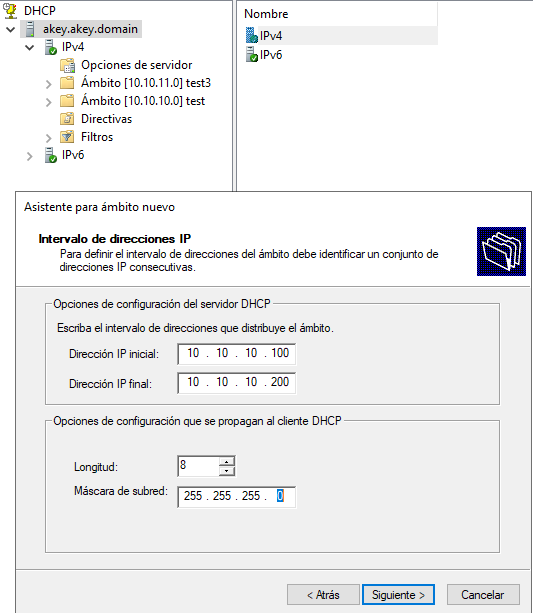 DHCP
akey.akey.domain
IPv4
Opciones de servidor
Ámbito [10.10.11.0] test3
Ámbito [10.10.10.0] test
Directivas
Filtros
IPv6
Nombre
IPv4
IPv6
Asistente para ámbito nuevo
Intervalo de direcciones IP
Para definir el intervalo de direcciones del ámbito debe identificar un conjunto de
direcciones IP consecutivas.
Opciones de configuración del servidor DHCP
Escriba el intervalo de direcciones que distribuye el ámbito.
Dirección IP inicial: 10 . 10 . 10 . 100
Dirección IP final: 10 . 10 . 10 . 200
Opciones de configuración que se propagan al cliente DHCP
Longitud: 8
Máscara de subred: 255 . 255 . 255 . 0
< Atrás Siguiente > Cancelar